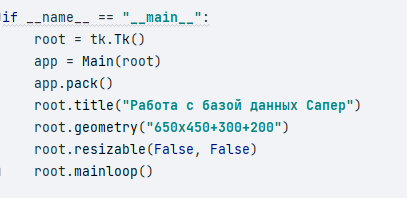 if __name__ == "__main__":
    root = tk.Tk()
    app = Main(root)
    app.pack()
    root.title("Работа с базой данных Сапер")
    root.geometry("650x450+300+200")
    root.resizable(False, False)
    root.mainloop()